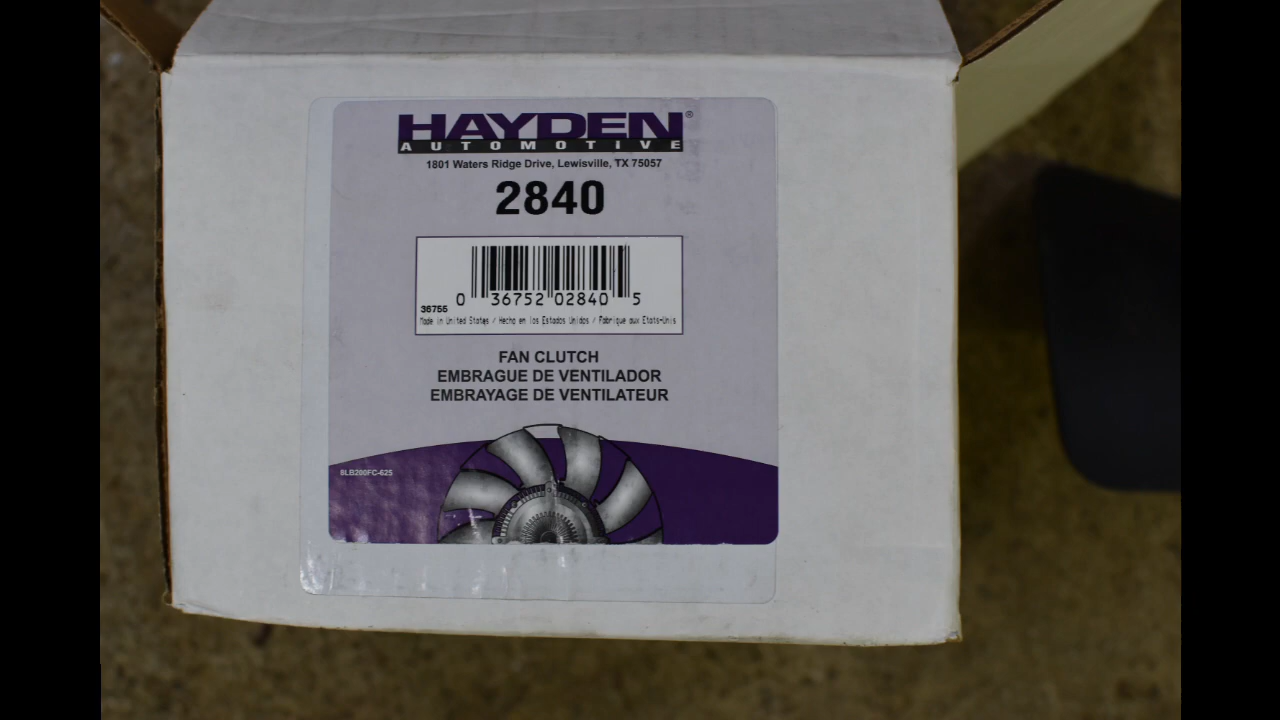 HAYDEN®
AUTOMOTIVE
1801 Waters Ridge Drive, Lewisville, TX 75057
2840
36755
0 36752 02840 5
Made in United States / Hecho en los Estados Unidos / Fabrique aux Etats-Unis
FAN CLUTCH
EMBRAGUE DE VENTILADOR
EMBRAYAGE DE VENTILATEUR
SLB200FC-625